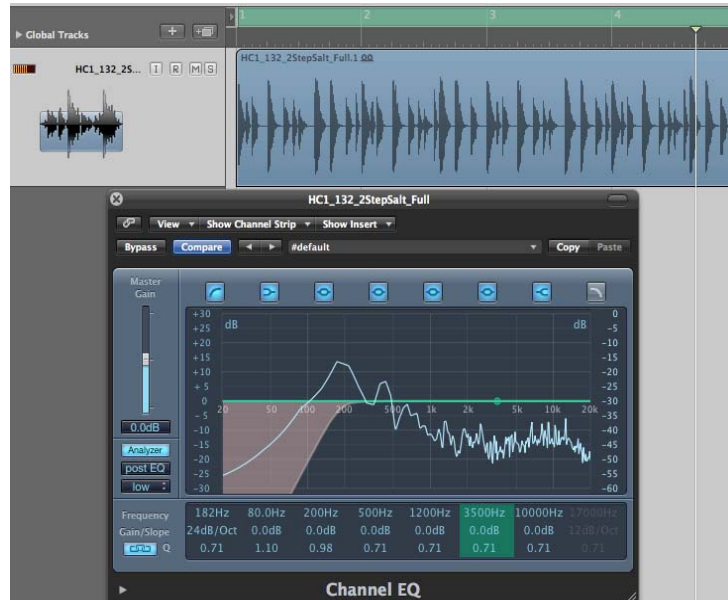 1 2 3 4
Global Tracks
HC1_132_2StepSalt_Full.1
HC1_132_2S... I R M S
HC1_132_2StepSalt_Full
View Show Channel Strip Show Insert
Bypass Compare #default Copy Paste
Master
Gain
+30 0
+25 dB dB -5
+20 -10
+15 -15
+10 -20
+5 -25
0 -30
20 50 100 200 500 1k 2k 5k 10k 20k
-5 -35
-10 -40
-15 -45
-20 -50
-25 -55
-30 -60
0.0dB
Analyzer
post EQ
low
Frequency 182Hz 80.0Hz 200Hz 500Hz 1200Hz 3500Hz 10000Hz 17000Hz
Gain/Slope 24dB/Oct 0.0dB 0.0dB 0.0dB 0.0dB 0.0dB 0.0dB 12dB/Oct
Q 0.71 1.10 0.98 0.71 0.71 0.71 0.71 0.71
Channel EQ